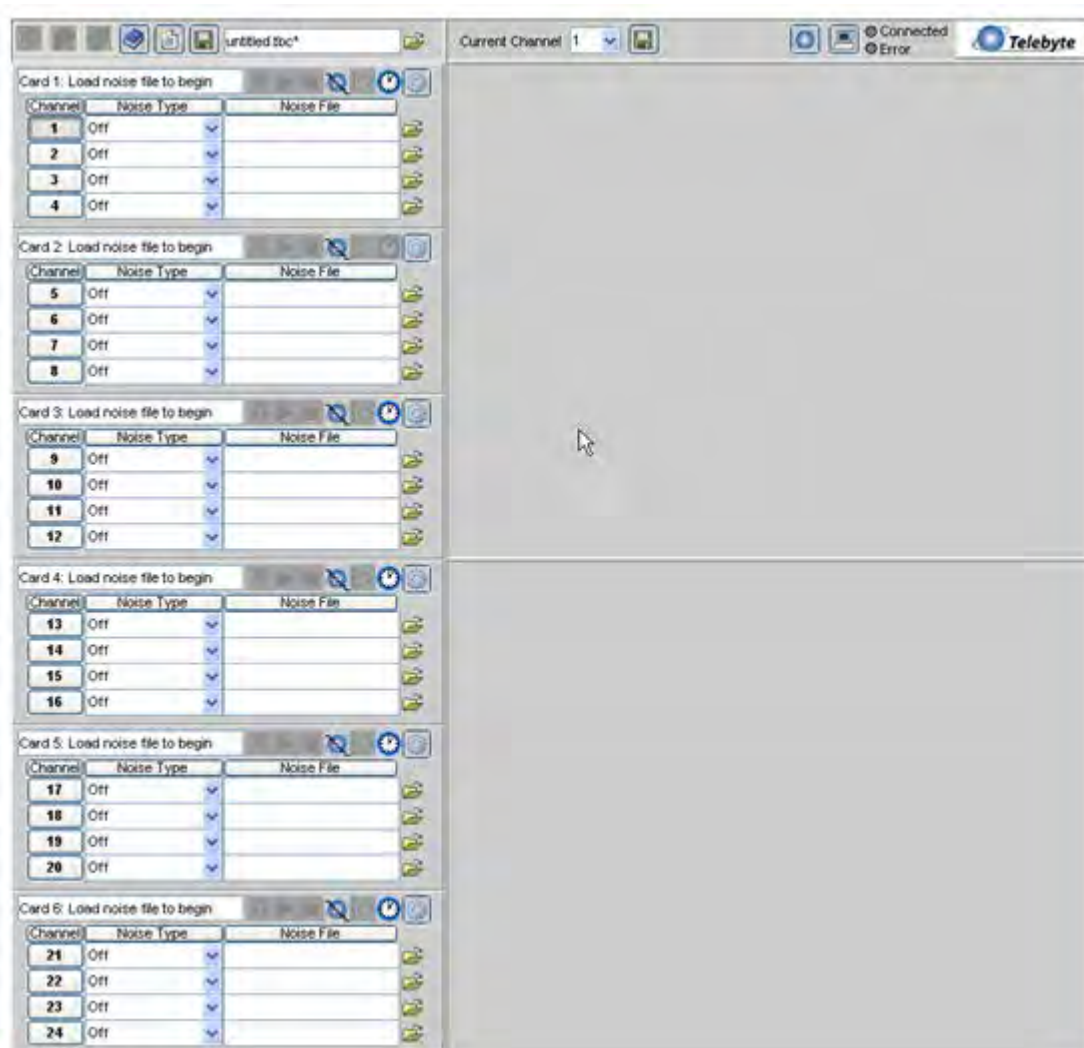 untitled.tbc*
Current Channel 1
Connected
Error
Telebyte
Card 1: Load noise file to begin
Channel Noise Type Noise File
1 Off
2 Off
3 Off
4 Off
Card 2: Load noise file to begin
Channel Noise Type Noise File
5 Off
6 Off
7 Off
8 Off
Card 3: Load noise file to begin
Channel Noise Type Noise File
9 Off
10 Off
11 Off
12 Off
Card 4: Load noise file to begin
Channel Noise Type Noise File
13 Off
14 Off
15 Off
16 Off
Card 5: Load noise file to begin
Channel Noise Type Noise File
17 Off
18 Off
19 Off
20 Off
Card 6: Load noise file to begin
Channel Noise Type Noise File
21 Off
22 Off
23 Off
24 Off